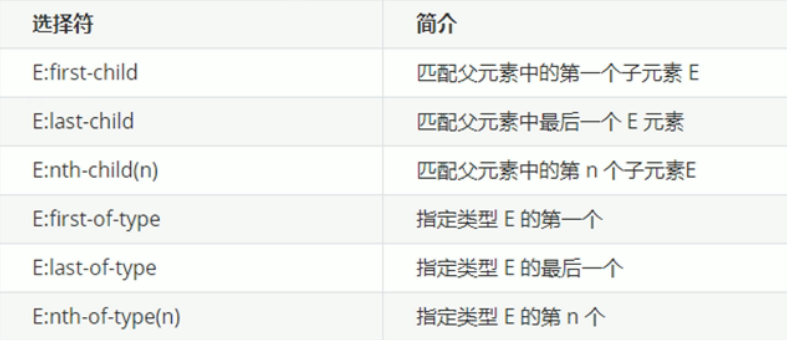 选择符 简介
E:first-child 匹配父元素中的第一个子元素 E
E:last-child 匹配父元素中最后一个 E 元素
E:nth-child(n) 匹配父元素中的第 n 个子元素E
E:first-of-type 指定类型 E 的第一个
E:last-of-type 指定类型 E 的最后一个
E:nth-of-type(n) 指定类型 E 的第 n 个